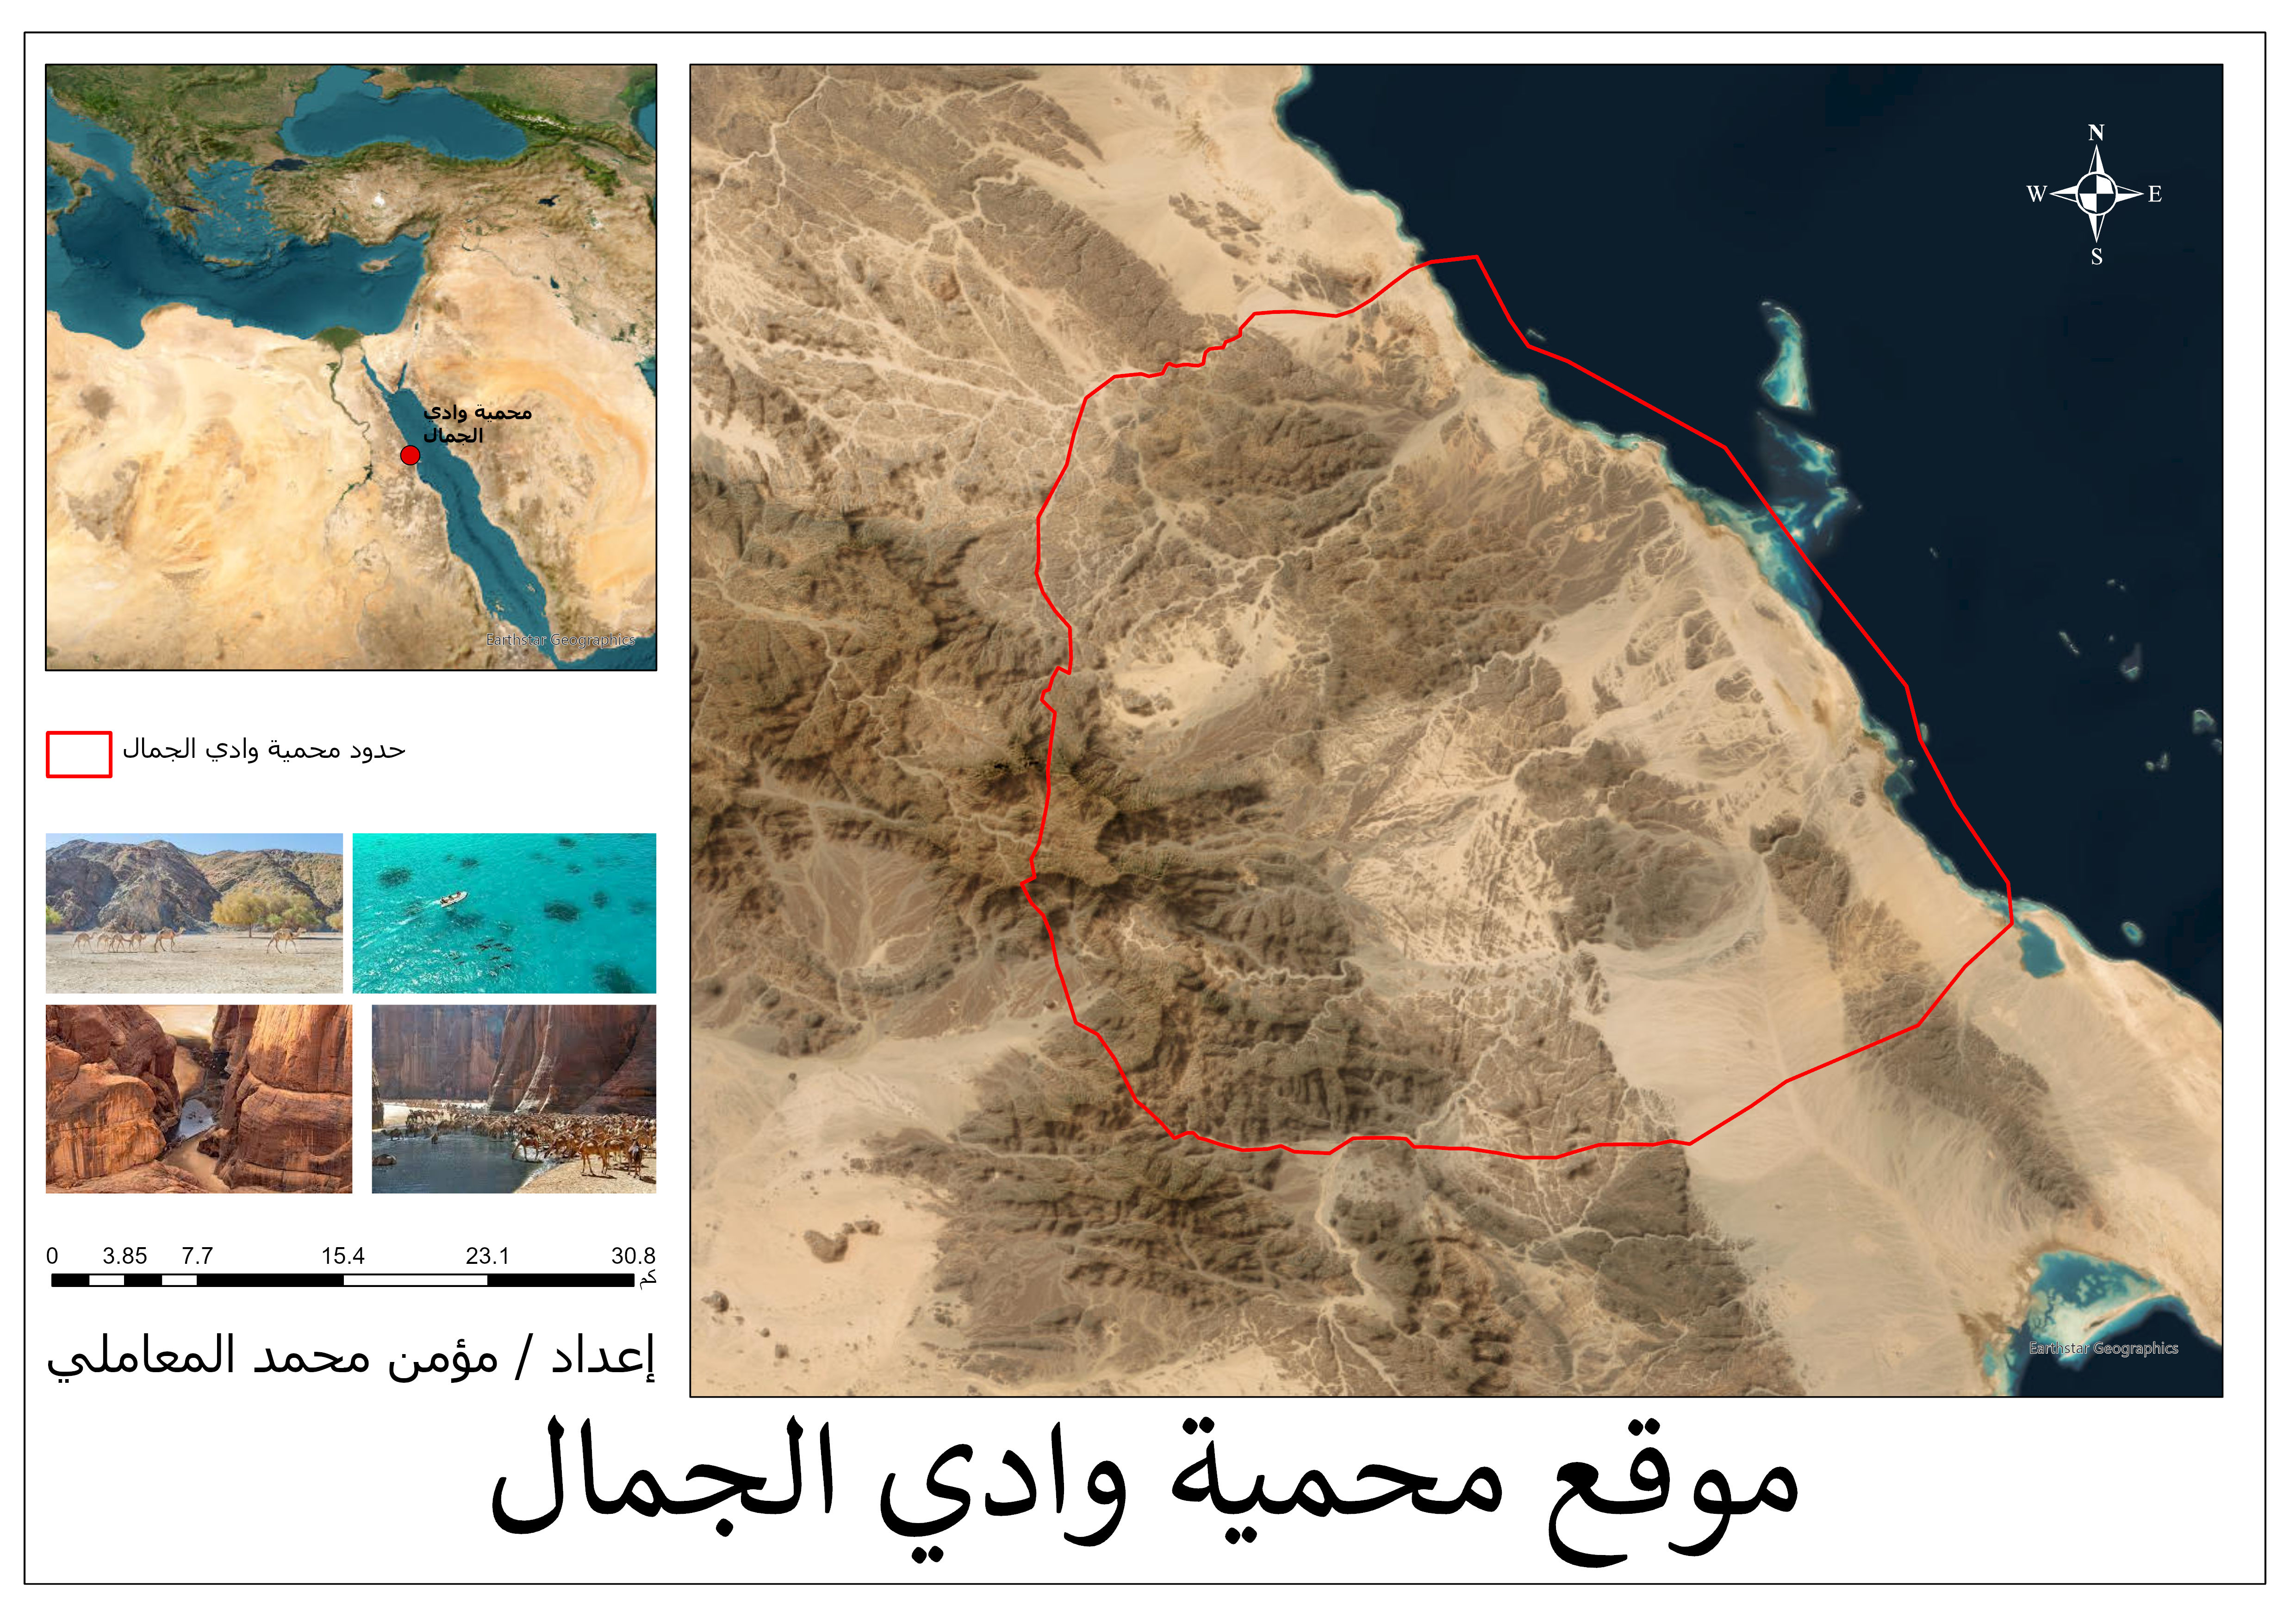 محمية وادي
الجمال
Earthstar Geographics
N
W E
S
Earthstar Geographics
حدود محمية وادي الجمال
0 3.85 7.7 15.4 23.1 30.8
كم
إعداد / مؤمن محمد المعاملي
موقع محمية وادي الجمال